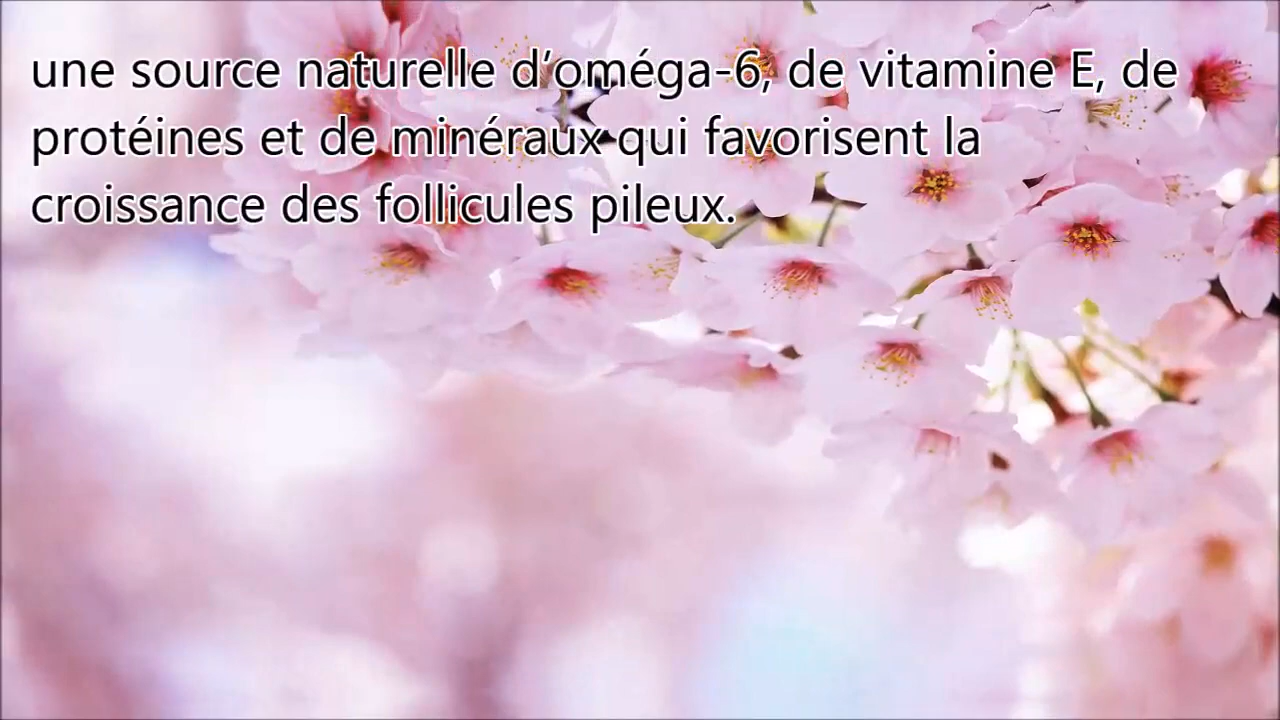 une source naturelle d’oméga-6, de vitamine E, de
protéines et de minéraux qui favorisent la
croissance des follicules pileux.